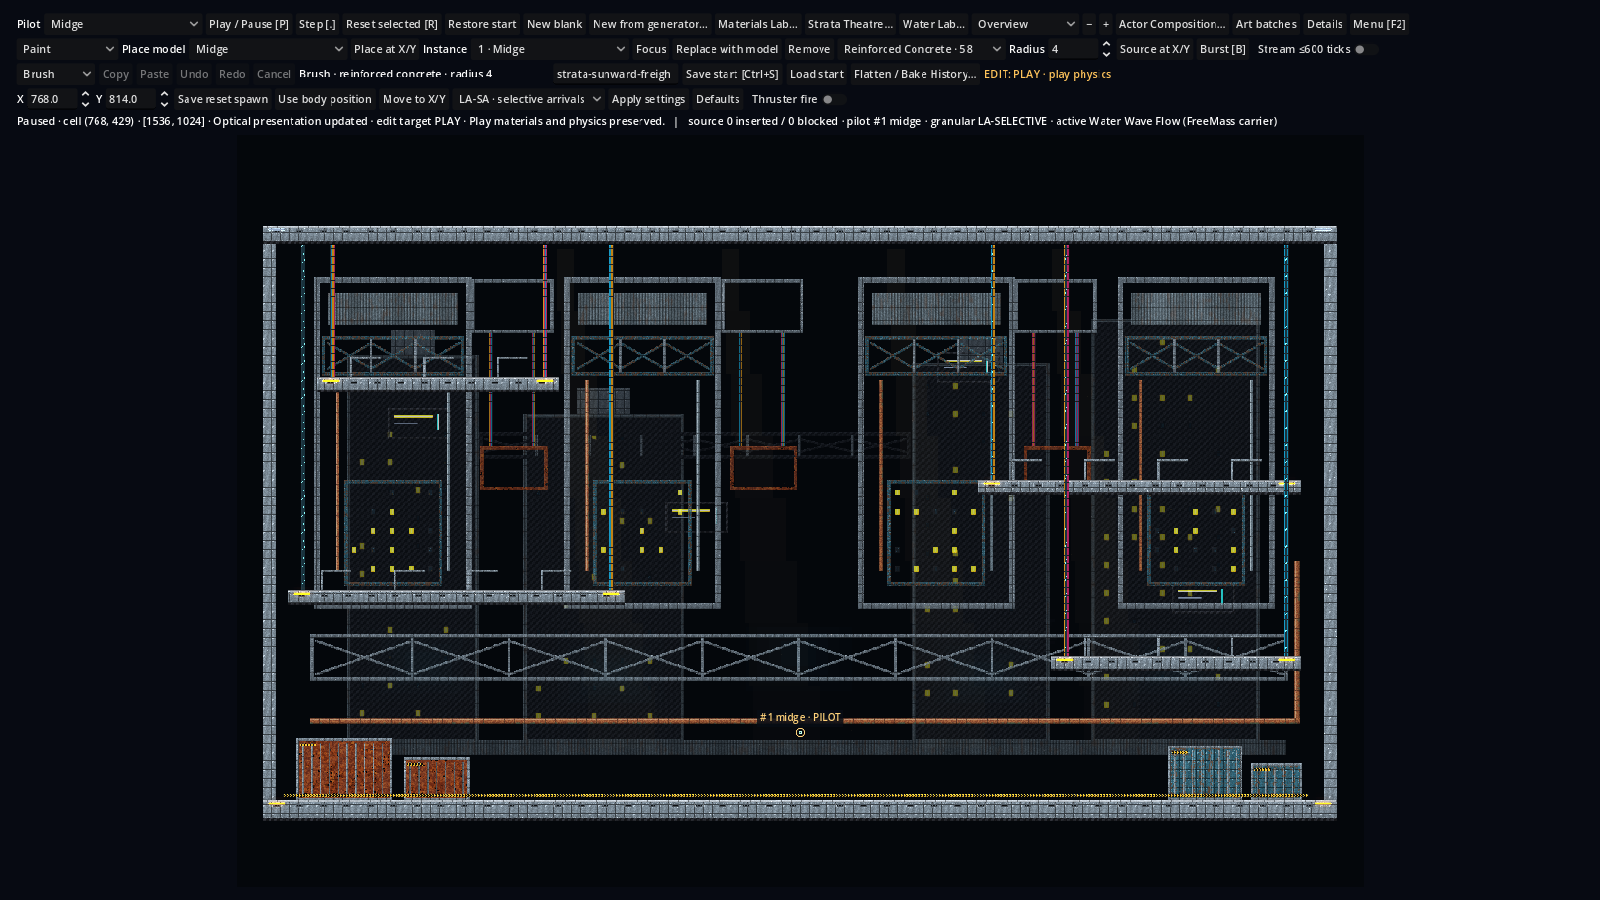 Pilot Midge Play / Pause [P] Step [.] Reset selected [R] Restore start New blank New from generator... Materials Lab... Strata Theatre... Water Lab... Overview − + Actor Composition... Art batches Details Menu [F2]
Paint Place model Midge Place at X/Y Instance 1 · Midge Focus Replace with model Remove Reinforced Concrete · 58 Radius 4 Source at X/Y Burst [B] Stream ≤600 ticks
Brush Copy Paste Undo Redo Cancel Brush · reinforced concrete · radius 4 strata-sunward-freigh Save start [Ctrl+S] Load start Flatten / Bake History... EDIT: PLAY · play physics
X 768.0 Y 814.0 Save reset spawn Use body position Move to X/Y LA-SA · selective arrivals Apply settings Defaults Thruster fire
Paused · cell (768, 429) · [1536, 1024] · Optical presentation updated · edit target PLAY · Play materials and physics preserved. | source 0 inserted / 0 blocked · pilot #1 midge · granular LA-SELECTIVE · active Water Wave Flow (FreeMass carrier)
#1 midge · PILOT